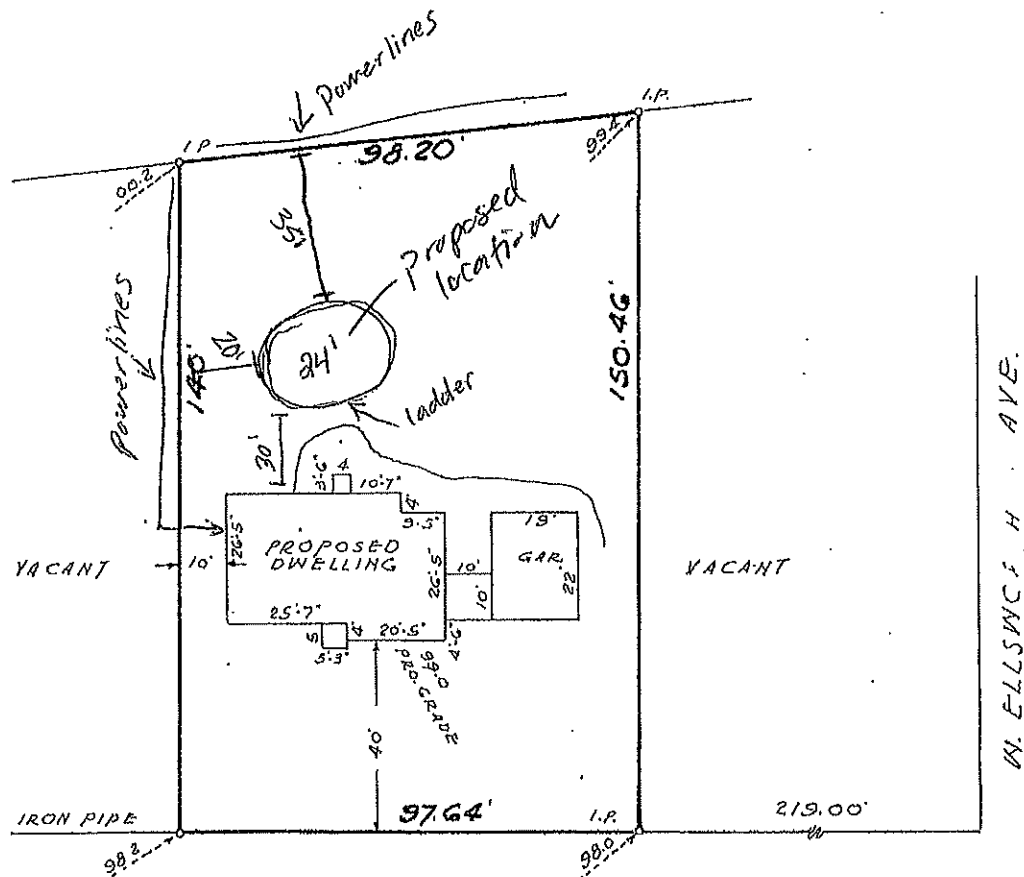 Powerlines
I.P.
I.P.
98.20'
99.4
00.2
35'
Proposed
location
Powerlines
20'
24'
140'
150.46'
ladder
30'
3'-6"
4
10'-7"
4
9'-5"
19'
26'-5"
PROPOSED
DWELLING
26'-5"
10'
GAR
22'
VACANT
10'
10'
VACANT
25'-7"
5
5'-3"
4'
20'-5"
4'-6"
99.0
PRO. GRADE
40'
IRON PIPE
97.64'
I.P.
219.00'
98.2
98.0
AVE.